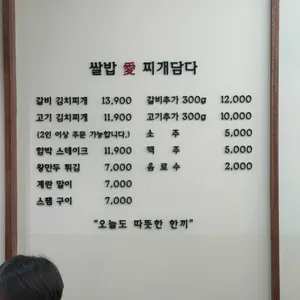 쌀밥 愛 찌개담다
갈비 김치찌개 13,900
고기 김치찌개 11,900
(2인 이상 주문 가능합니다.)
함박 스테이크 11,900
왕만두 튀김 7,000
계란 말이 7,000
스팸 구이 7,000
갈비추가 300g 12,000
고기추가 300g 10,000
소 주 5,000
맥 주 5,000
음 료 수 2,000
"오늘도 따뜻한 한끼"